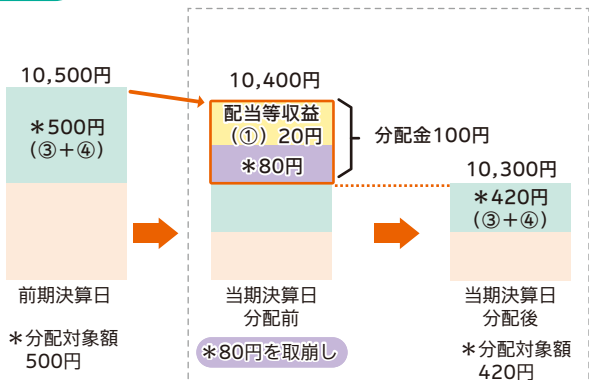 10,500円
＊500円
（③＋④）
前期決算日
＊分配対象額
500円
10,400円
配当等収益
（①）20円
＊80円
分配金100円
当期決算日
分配前
＊80円を取崩し
10,300円
＊420円
（③＋④）
当期決算日
分配後
＊分配対象額
420円